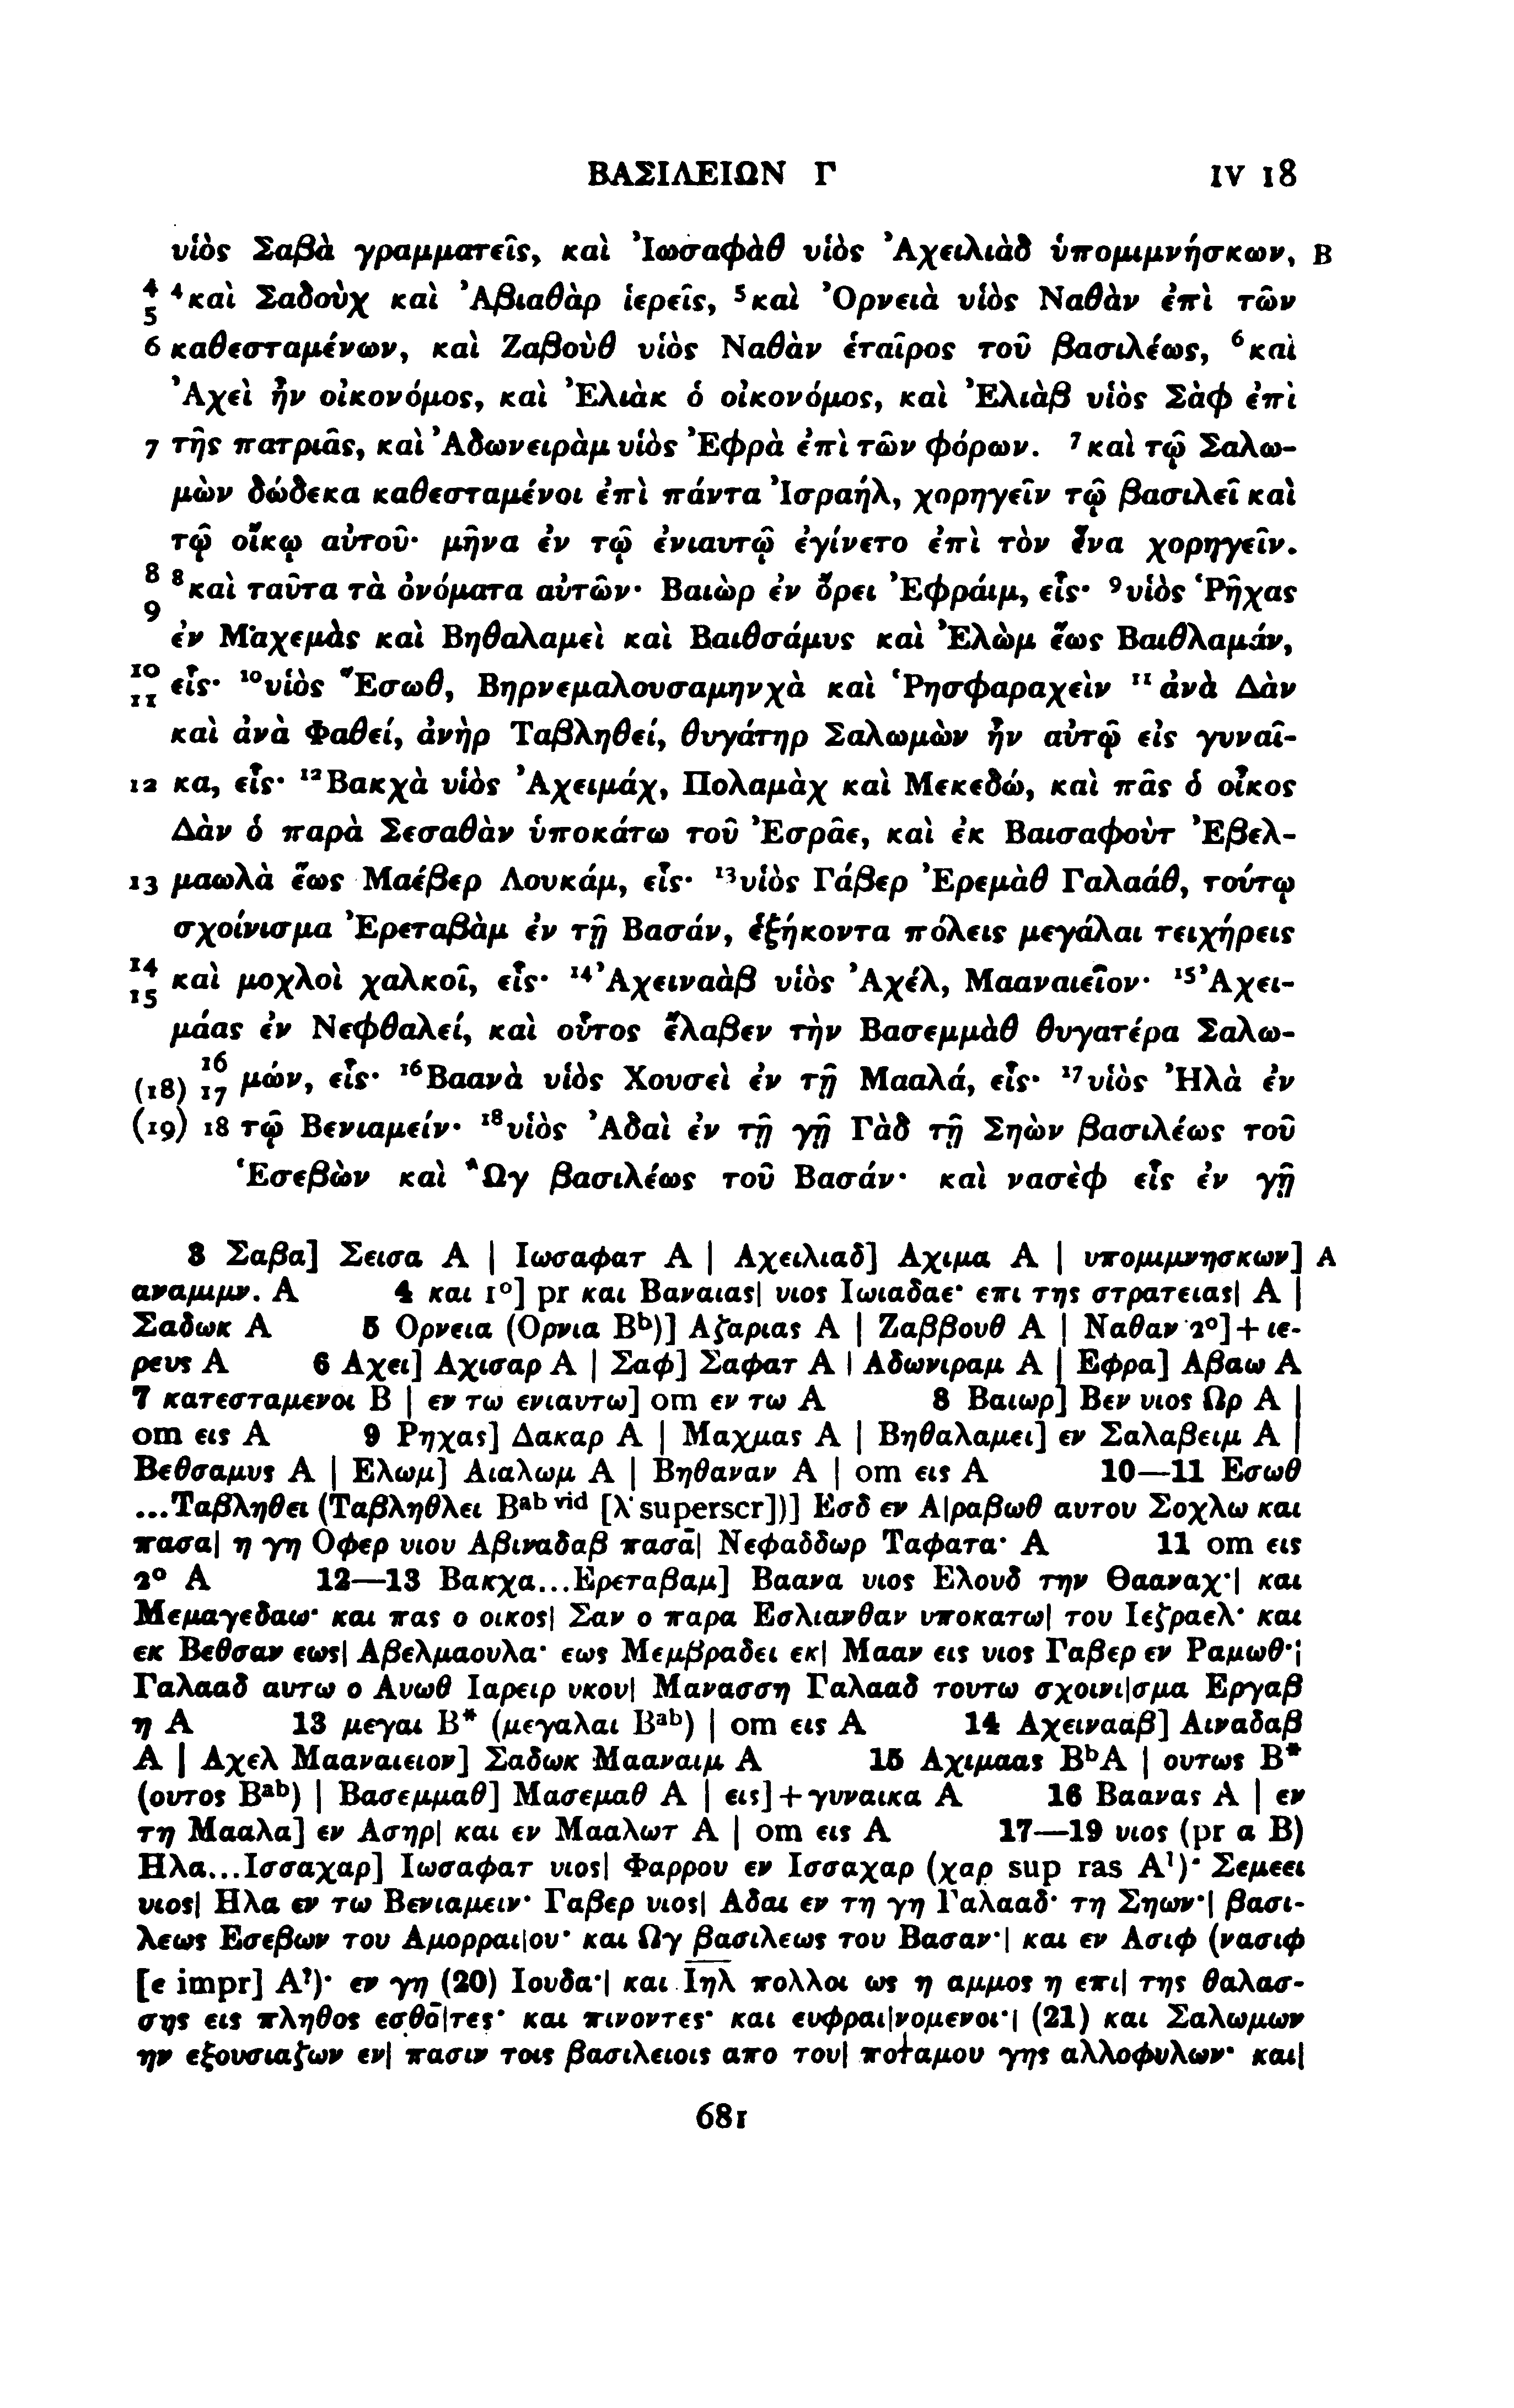 ΒΑΣΙΛΕΙΩΝ Γ IV 18
υἱὸς Σαβὰ γραμματεῖς, καὶ Ἰωσαφὰθ υἱὸς Ἀχειλιὰδ ὑπομιμνήσκων, B
4 5 ⁴καὶ Σαδοὺχ καὶ Ἀβιαθὰρ ἱερεῖς, ⁵καὶ Ὀρνειὰ υἱὸς Ναθὰν ἐπὶ τῶν
6 καθεσταμένων, καὶ Ζαβοὺθ υἱὸς Ναθὰν ἑταῖρος τοῦ βασιλέως, ⁶καὶ
Ἀχεὶ ἦν οἰκονόμος, καὶ Ἐλιὰκ ὁ οἰκονόμος, καὶ Ἐλιὰβ υἱὸς Σὰφ ἐπὶ
7 τῆς πατριᾶς, καὶ Ἀδωνειρὰμ υἱὸς Ἐφρὰ ἐπὶ τῶν φόρων. ⁷καὶ τῷ Σαλω-
μὼν δώδεκα καθεσταμένοι ἐπὶ πάντα Ἰσραήλ, χορηγεῖν τῷ βασιλεῖ καὶ
τῷ οἴκῳ αὐτοῦ· μῆνα ἐν τῷ ἐνιαυτῷ ἐγίνετο ἐπὶ τὸν ἕνα χορηγεῖν.
8 9 ⁸καὶ ταῦτα τὰ ὀνόματα αὐτῶν· Βαιὼρ ἐν ὄρει Ἐφράιμ, εἷς· ⁹υἱὸς Ῥῆχας
ἐν Μαχεμὰς καὶ Βηθαλαμεὶ καὶ Βαιθσάμυς καὶ Ἐλὼμ ἕως Βαιθλαμάν,
10 11 εἷς· ¹⁰υἱὸς Ἔσωθ, Βηρνεμαλουσαμηνχὰ καὶ Ῥησφαραχεὶν ¹¹ἀνὰ Δὰν
καὶ ἀνὰ Φαθεί, ἀνὴρ Ταβληθεί, θυγάτηρ Σαλωμὼν ἦν αὐτῷ εἰς γυναῖ-
12 κα, εἷς· ¹²Βακχὰ υἱὸς Ἀχειμάχ, Πολαμὰχ καὶ Μεκεδώ, καὶ πᾶς ὁ οἶκος
Δὰν ὁ παρὰ Σεσαθὰν ὑποκάτω τοῦ Ἐσρᾶε, καὶ ἐκ Βαισαφοὺτ Ἐβελ-
13 μαωλὰ ἕως Μαέβερ Λουκάμ, εἷς· ¹³υἱὸς Γάβερ Ἐρεμὰθ Γαλαάθ, τούτῳ
σχοίνισμα Ἐρεταβὰμ ἐν τῇ Βασάν, ἑξήκοντα πόλεις μεγάλαι τειχήρεις
14 15 καὶ μοχλοὶ χαλκοῖ, εἷς· ¹⁴Ἀχειναὰβ υἱὸς Ἀχέλ, Μααναιεῖον· ¹⁵Ἀχει-
μάας ἐν Νεφθαλεί, καὶ οὗτος ἔλαβεν τὴν Βασεμμὰθ θυγατέρα Σαλω-
(18) 16 17 μών, εἷς· ¹⁶Βαανὰ υἱὸς Χουσεὶ ἐν τῇ Μααλά, εἷς· ¹⁷υἱὸς Ἠλὰ ἐν
(19) 18 τῷ Βενιαμείν· ¹⁸υἱὸς Ἀδαὶ ἐν τῇ γῇ Γὰδ τῇ Σηὼν βασιλέως τοῦ
Ἑσεβὼν καὶ Ὢγ βασιλέως τοῦ Βασάν· καὶ νασὲφ εἷς ἐν γῇ
3 Σαβα] Σεισα A | Ιωσαφατ A | Αχειλιαδ] Αχιμα A | υπομιμνησκων] A
αναμιμν. A 4 και 1°] pr και Βαναιας| υιος Ιωιαδαε· επι της στρατειας| A |
Σαδωκ A 5 Ορνεια (Ορνια Bᵇ)] Αζαριας A | Ζαββουθ A | Ναθαν 2°]+ιε-
ρευς A 6 Αχει] Αχισαρ A | Σαφ] Σαφατ A | Αδωνιραμ A | Εφρα] Αβαω A
7 κατεσταμενοι B | εν τω ενιαυτω] om εν τω A 8 Βαιωρ] Βεν υιος Ωρ A |
om εις A 9 Ρηχας] Δακαρ A | Μαχμας A | Βηθαλαμει] εν Σαλαβειμ A |
Βεθσαμυς A | Ελωμ] Αιαλωμ A | Βηθαναν A | om εις A 10—11 Εσωθ
...Ταβληθει (Ταβληθλει Bᵃᵇ ᵛⁱᵈ [λ superscr])] Εσδ εν Α|ραβωθ αυτου Σοχλω και
πασα| η γη Οφερ υιου Αβιναδαβ πασᾱ| Νεφαδδωρ Ταφατα· A 11 om εις
2° A 12—13 Βακχα...Ερεταβαμ] Βαανα υιος Ελουδ την Θααναχ·| και
Μεμαγεδαω· και πας ο οικος| Σαν ο παρα Εσλιανθαν υποκατω| του Ιεζραελ· και
εκ Βεθσαν εως| Αβελμαουλα· εως Μεμβραδει εκ| Μααν εις υιος Γαβερ εν Ραμωθ·|
Γαλααδ αυτω ο Αυωθ Ιαρειρ υκου| Μανασση Γαλααδ τουτω σχοινι|σμα Εργαβ
η A 13 μεγαι B* (μεγαλαι Bᵃᵇ) | om εις A 14 Αχεινααβ] Αιναδαβ
A | Αχελ Μααναιειον] Σαδωκ Μααναιμ A 15 Αχιμαας BᵇA | ουτως B*
(ουτος Bᵃᵇ) | Βασεμμαθ] Μασεμαθ A | εις]+γυναικα A 16 Βαανας A | εν
τη Μααλα] εν Ασηρ| και εν Μααλωτ A | om εις A 17—19 υιος (pr α B)
Ηλα...Ισσαχαρ] Ιωσαφατ υιος| Φαρρου εν Ισσαχαρ (χαρ sup ras A¹)· Σεμεει
υιος| Ηλα εν τω Βενιαμειν· Γαβερ υιος| Αδαι εν τη γη Γαλααδ· τη Σηων·| βασι-
λεως Εσεβων του Αμορραι|ου· και Ωγ βασιλεως του Βασαν·| και εν Ασιφ (νασιφ
[ε impr] A?)· εν γη (20) Ιουδα·| και Ιηλ πολλοι ως η αμμος η επι| της θαλασ-
σης εις πληθος εσθο̄|τες· και πινοντες· και ευφραι|νομενοι·| (21) και Σαλωμων
ην εξουσιαζων εν| πασιν τοις βασιλειοις απο του| ποταμου γης αλλοφυλων· και|
681